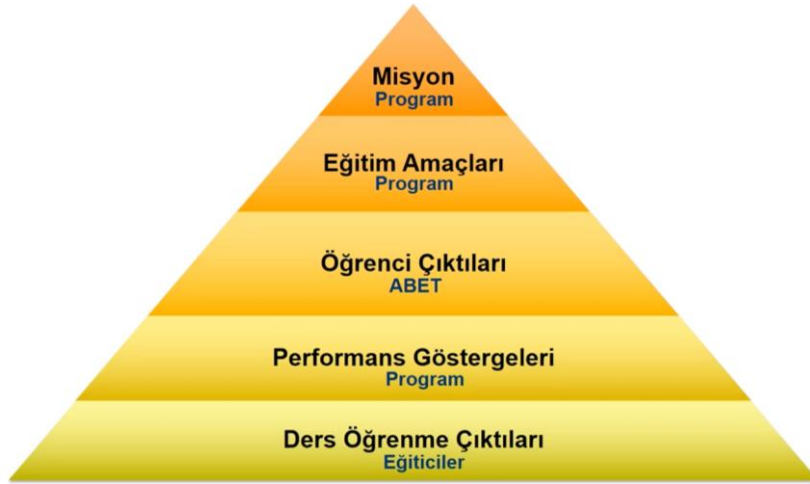 Misyon
Program
Eğitim Amaçları
Program
Öğrenci Çıktıları
ABET
Performans Göstergeleri
Program
Ders Öğrenme Çıktıları
Eğiticiler